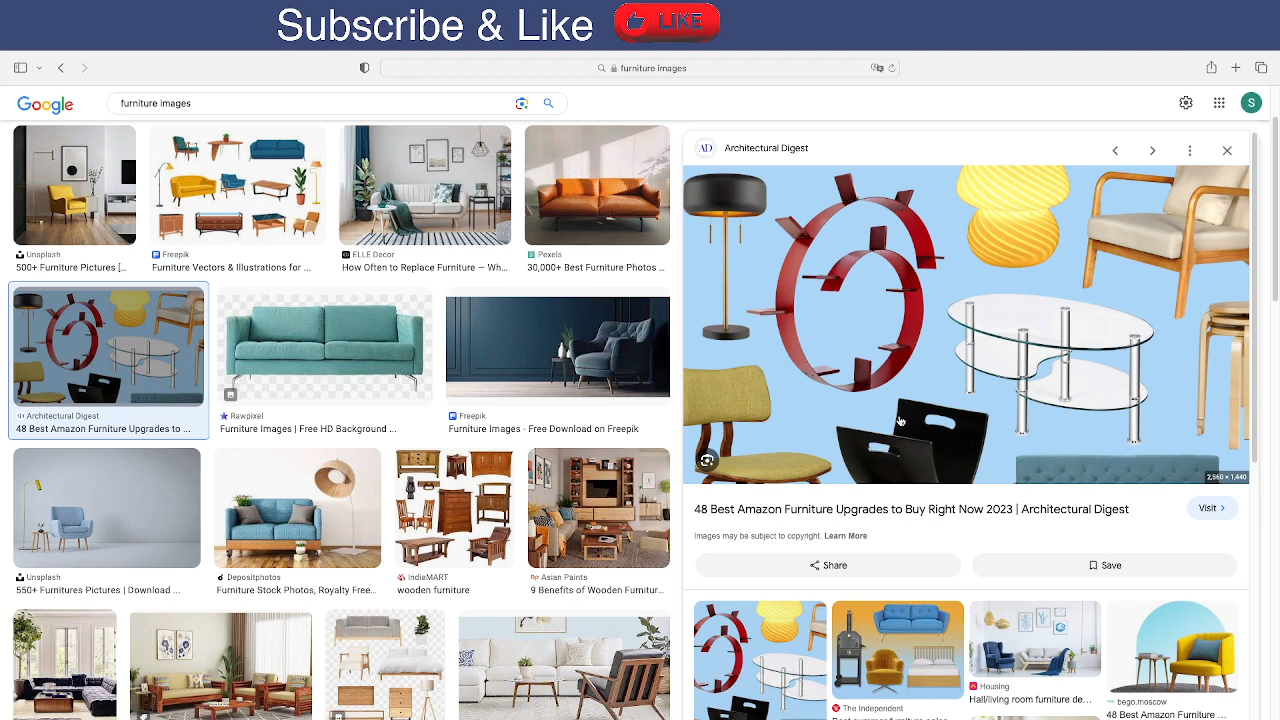 Subscribe & Like
LIKE
furniture images
Google
furniture images
S
Unsplash
500+ Furniture Pictures [...
Freepik
Furniture Vectors & Illustrations for ...
ELLE Decor
How Often to Replace Furniture — Wh...
Pexels
30,000+ Best Furniture Photos ...
Architectural Digest
48 Best Amazon Furniture Upgrades to ...
Rawpixel
Furniture Images | Free HD Background ...
Freepik
Furniture Images - Free Download on Freepik
Unsplash
550+ Furnitures Pictures | Download ...
Depositphotos
Furniture Stock Photos, Royalty Free...
IndiaMART
wooden furniture
Asian Paints
9 Benefits of Wooden Furnitur...
AD
Architectural Digest
2,560 × 1,440
48 Best Amazon Furniture Upgrades to Buy Right Now 2023 | Architectural Digest
Visit
Images may be subject to copyright. Learn More
Share
Save
The Independent
Housing
Hall/living room furniture de...
bego.moscow
48 Best Amazon Furniture ...